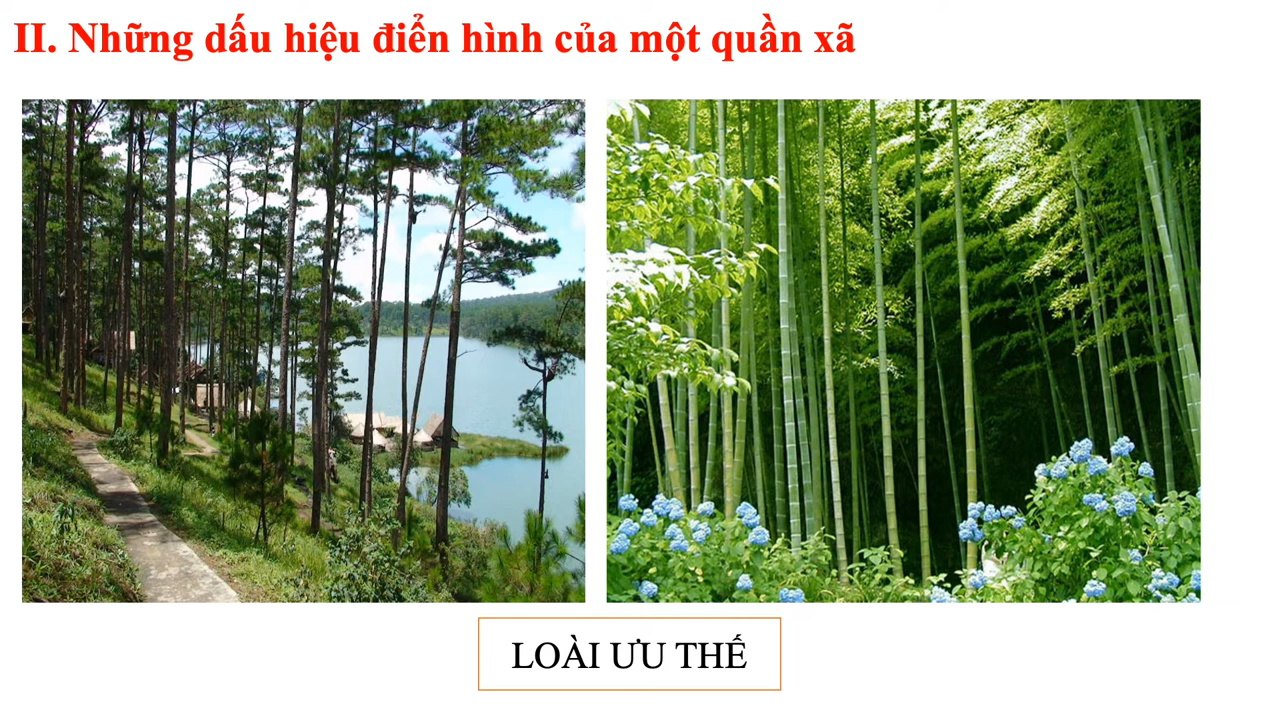 II. Những dấu hiệu điển hình của một quần xã
LOÀI ƯU THẾ